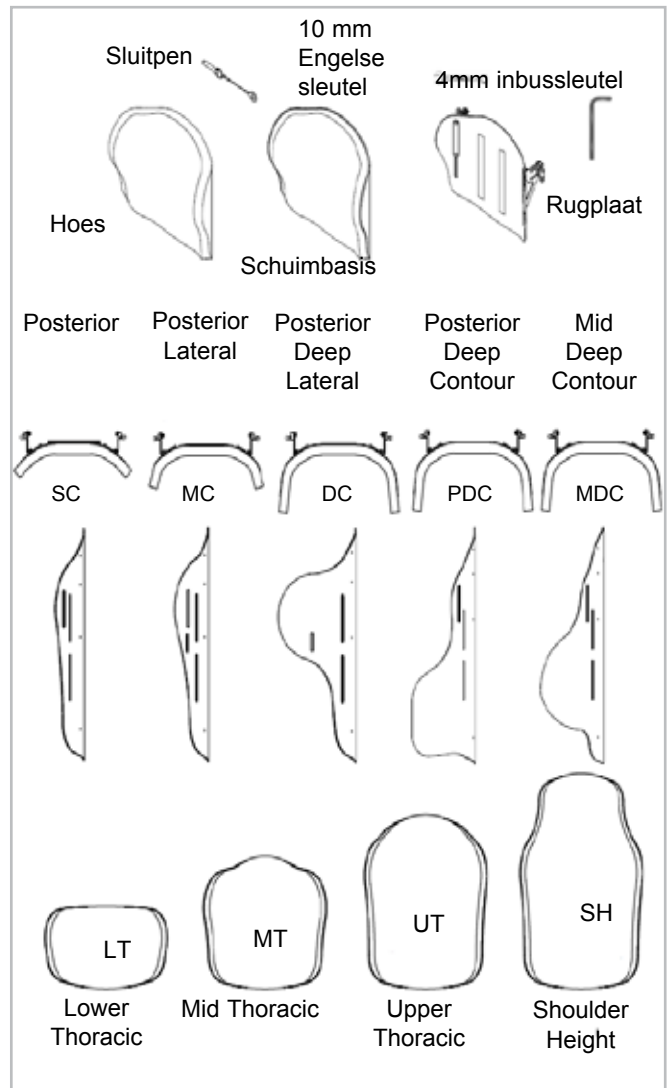 10 mm
Engelse
sleutel
Sluitpen
4mm inbussleutel
Hoes
Schuimbasis
Rugplaat
Posterior
Posterior
Lateral
Posterior
Deep
Lateral
Posterior
Deep
Contour
Mid
Deep
Contour
SC
MC
DC
PDC
MDC
LT
MT
UT
SH
Lower
Thoracic
Mid Thoracic
Upper
Thoracic
Shoulder
Height